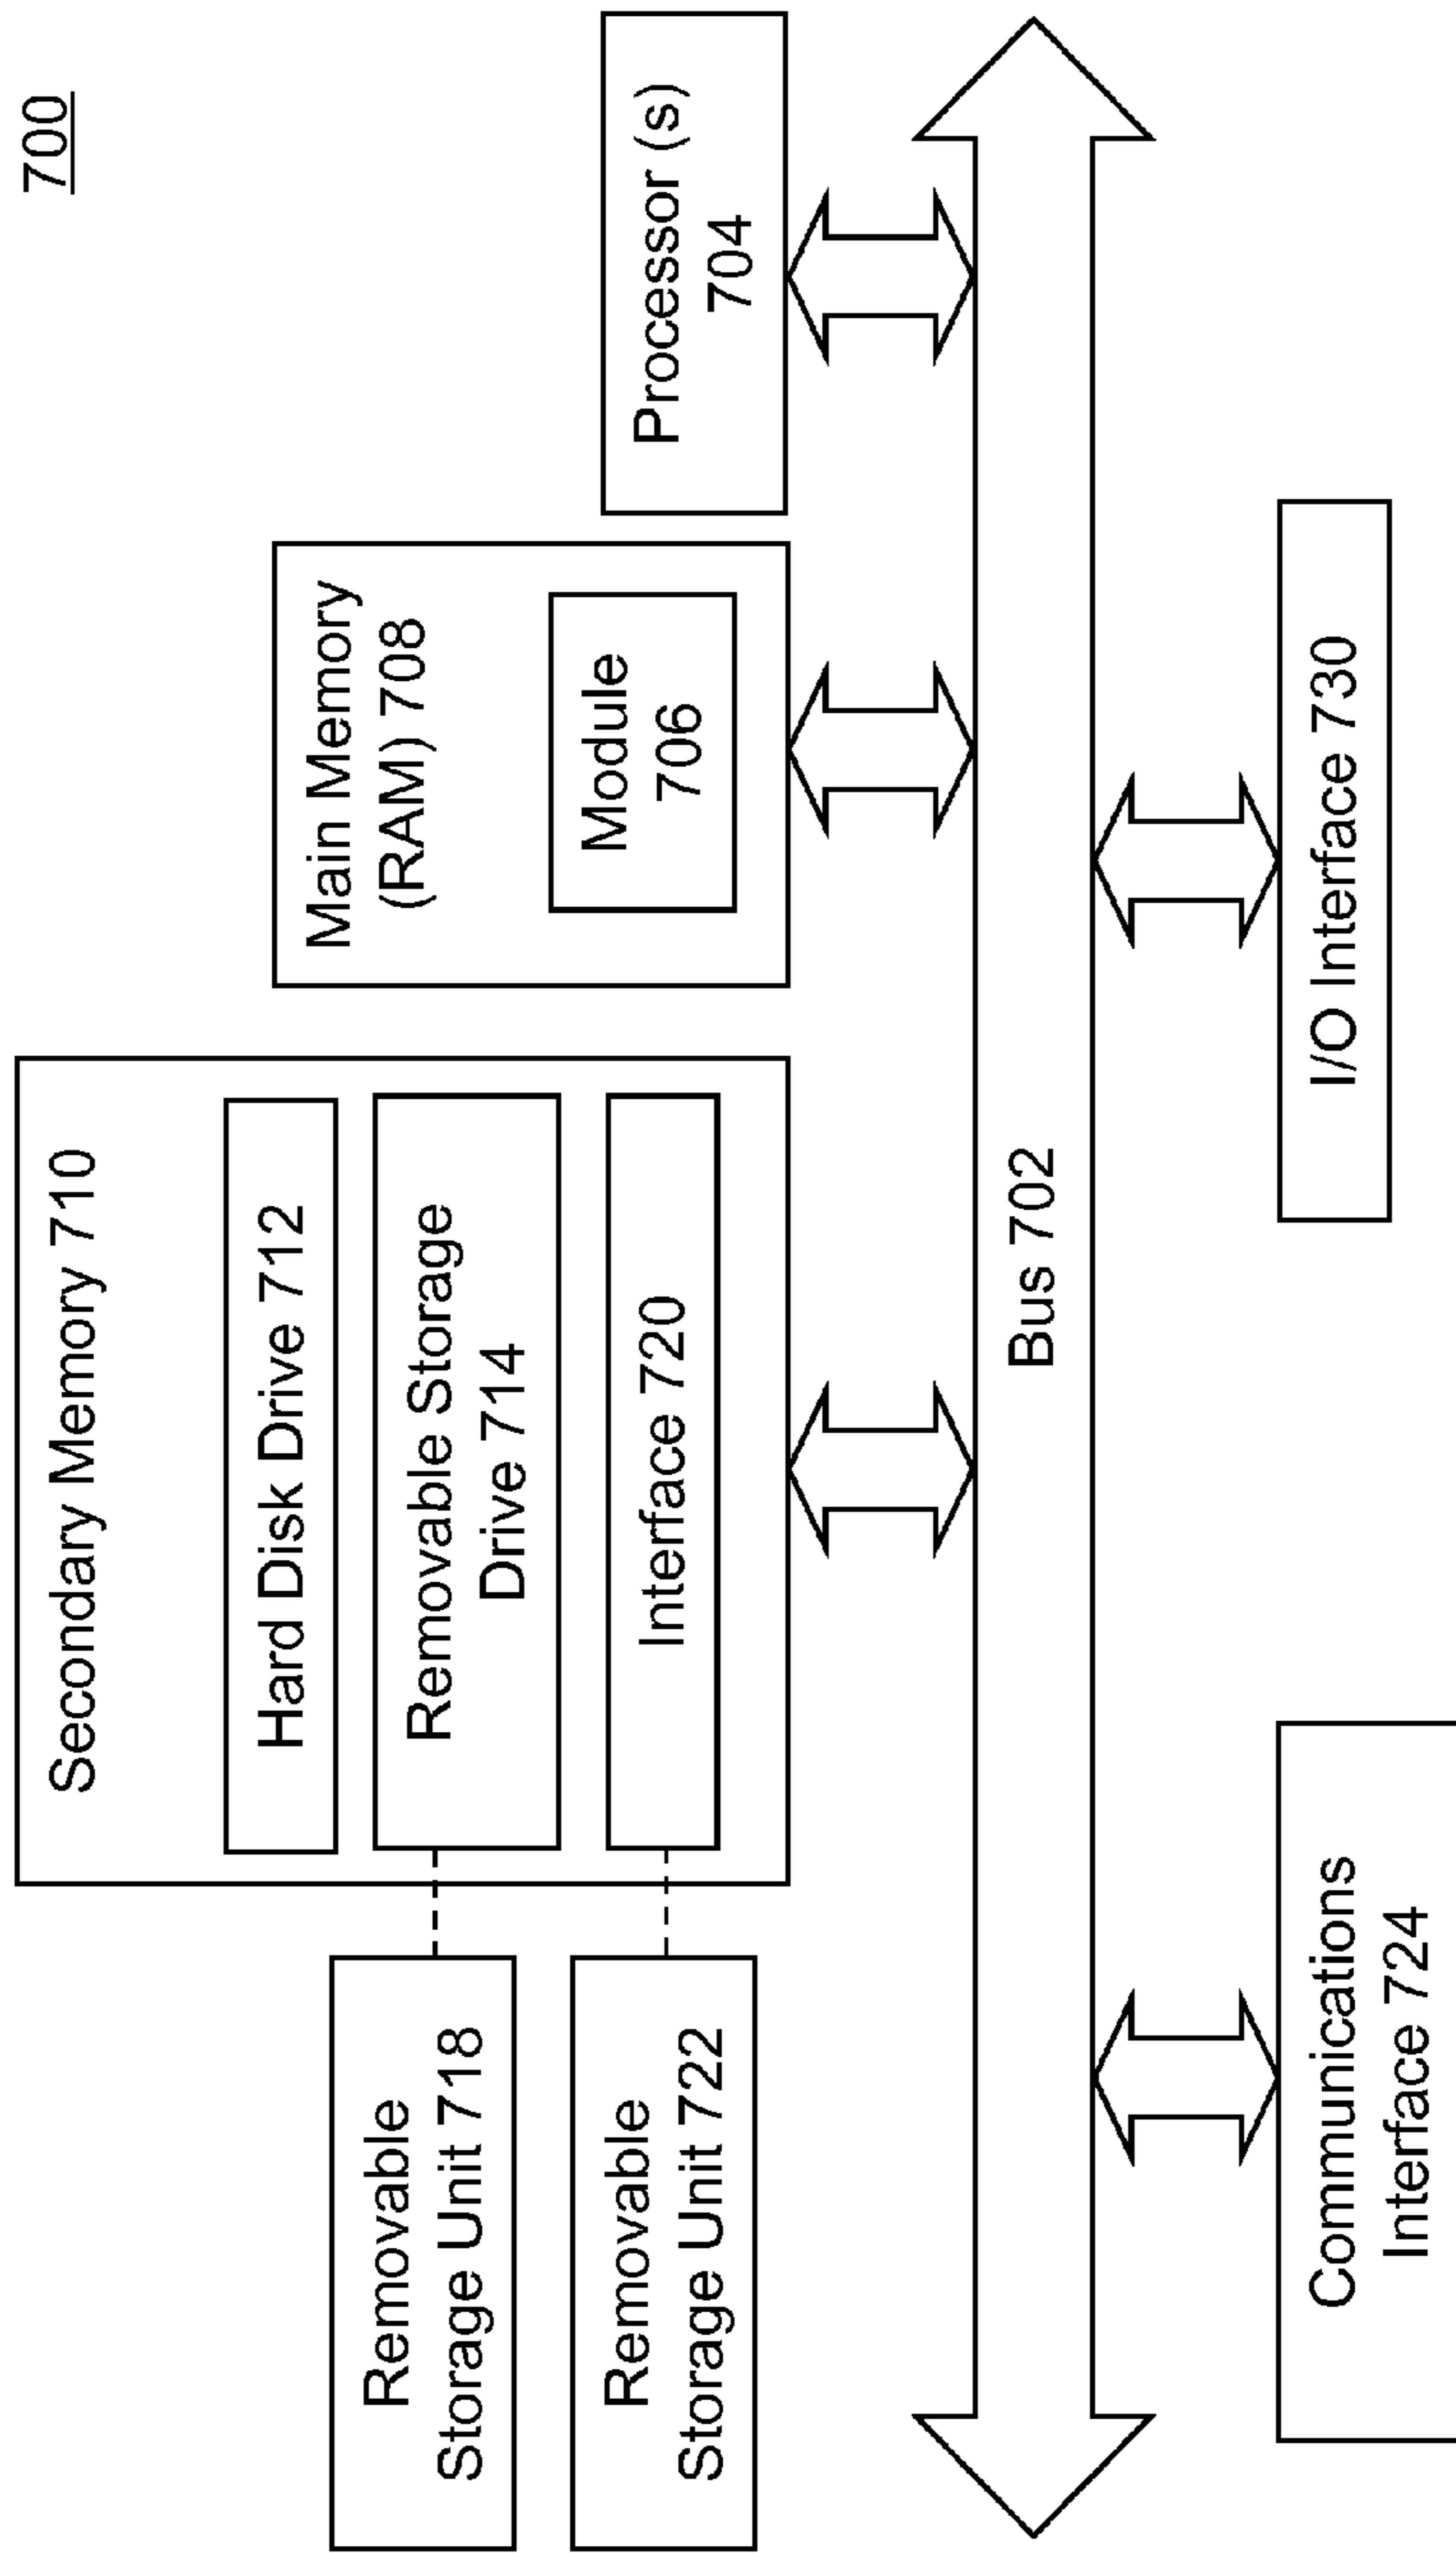 700
Removable
Storage Unit 718
Removable
Storage Unit 722
Secondary Memory 710
Hard Disk Drive 712
Removable Storage
Drive 714
Interface 720
Main Memory
(RAM) 708
Module
706
Processor (s)
704
Bus 702
Communications
Interface 724
I/O Interface 730